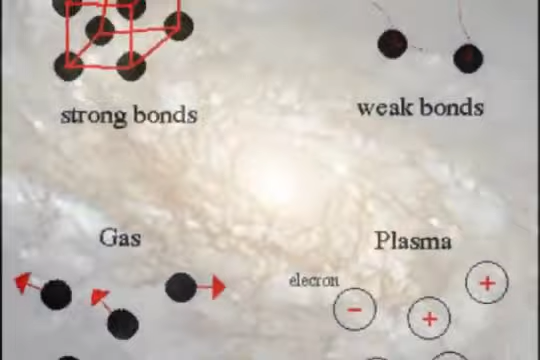 strong bonds
weak bonds
Gas
Plasma
elecron
+
−
+